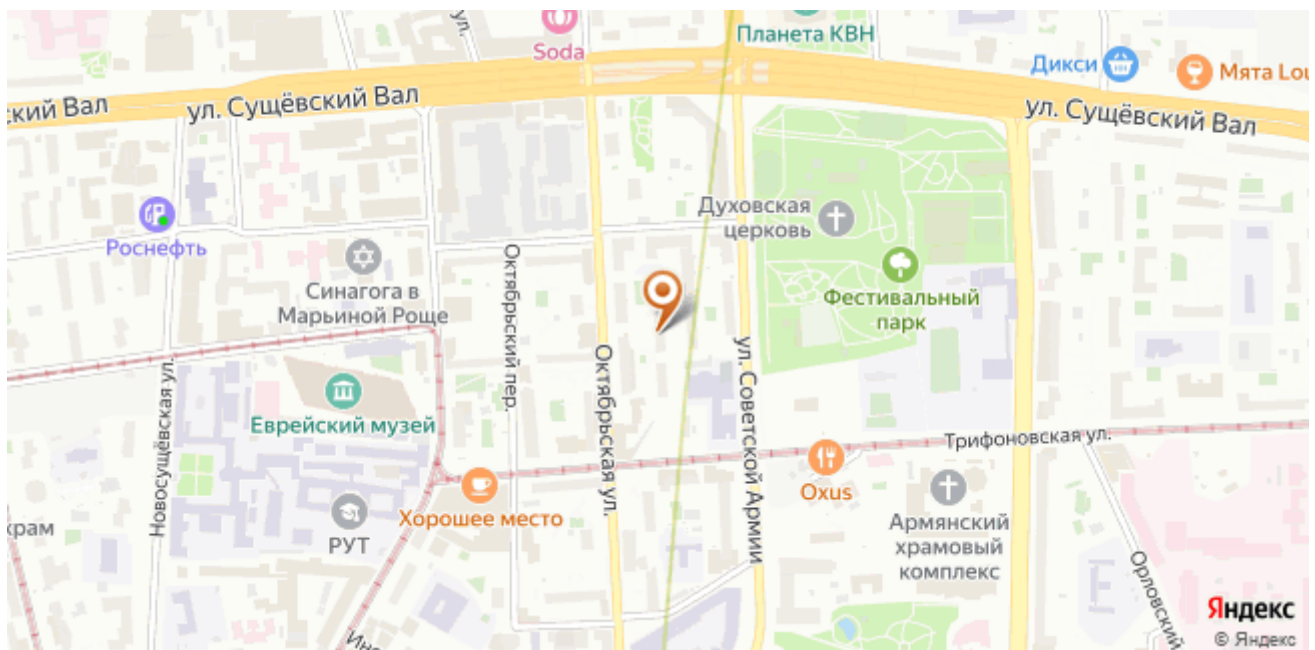 ул.
Soda
Планета КВН
Дикси
Мята Lou
ский Вал
ул. Сущёвский Вал
ул. Сущёвский Вал
Роснефть
Духовская
церковь
Синагога в
Марьиной Роще
Октябрьский пер.
Фестивальный
парк
Новосущёвская ул.
Еврейский музей
Октябрьская ул.
ул. Советской Армии
Трифоновская ул.
Oxus
Хорошее место
храм
РУТ
Армянский
храмовый
комплекс
Орловский
Инс
Яндекс
© Яндекс